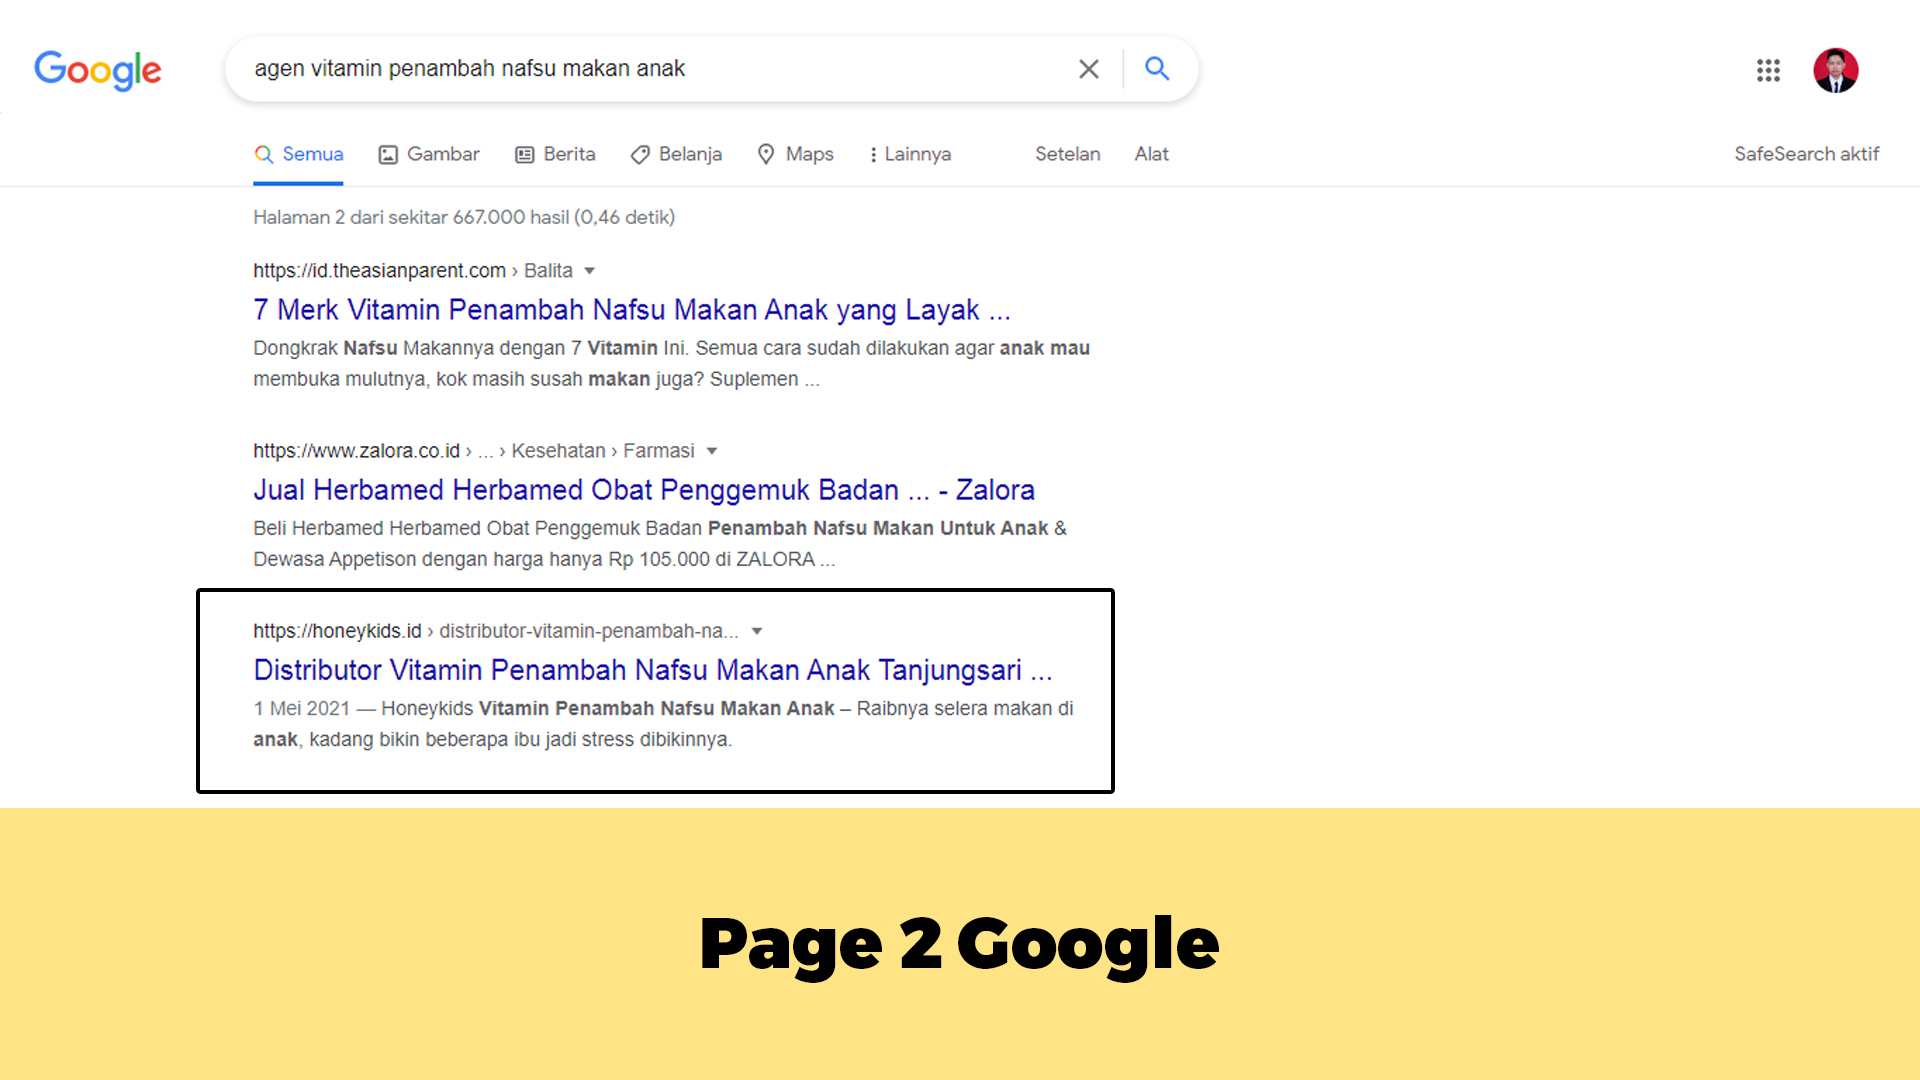 Google
agen vitamin penambah nafsu makan anak
Semua Gambar Berita Belanja Maps Lainnya Setelan Alat SafeSearch aktif
Halaman 2 dari sekitar 667.000 hasil (0,46 detik)
https://id.theasianparent.com › Balita
7 Merk Vitamin Penambah Nafsu Makan Anak yang Layak ...
Dongkrak Nafsu Makannya dengan 7 Vitamin Ini. Semua cara sudah dilakukan agar anak mau
membuka mulutnya, kok masih susah makan juga? Suplemen ...
https://www.zalora.co.id › ... › Kesehatan › Farmasi
Jual Herbamed Herbamed Obat Penggemuk Badan ... - Zalora
Beli Herbamed Herbamed Obat Penggemuk Badan Penambah Nafsu Makan Untuk Anak &
Dewasa Appetison dengan harga hanya Rp 105.000 di ZALORA ...
https://honeykids.id › distributor-vitamin-penambah-na...
Distributor Vitamin Penambah Nafsu Makan Anak Tanjungsari ...
1 Mei 2021 — Honeykids Vitamin Penambah Nafsu Makan Anak – Raibnya selera makan di
anak, kadang bikin beberapa ibu jadi stress dibikinnya.
Page 2 Google